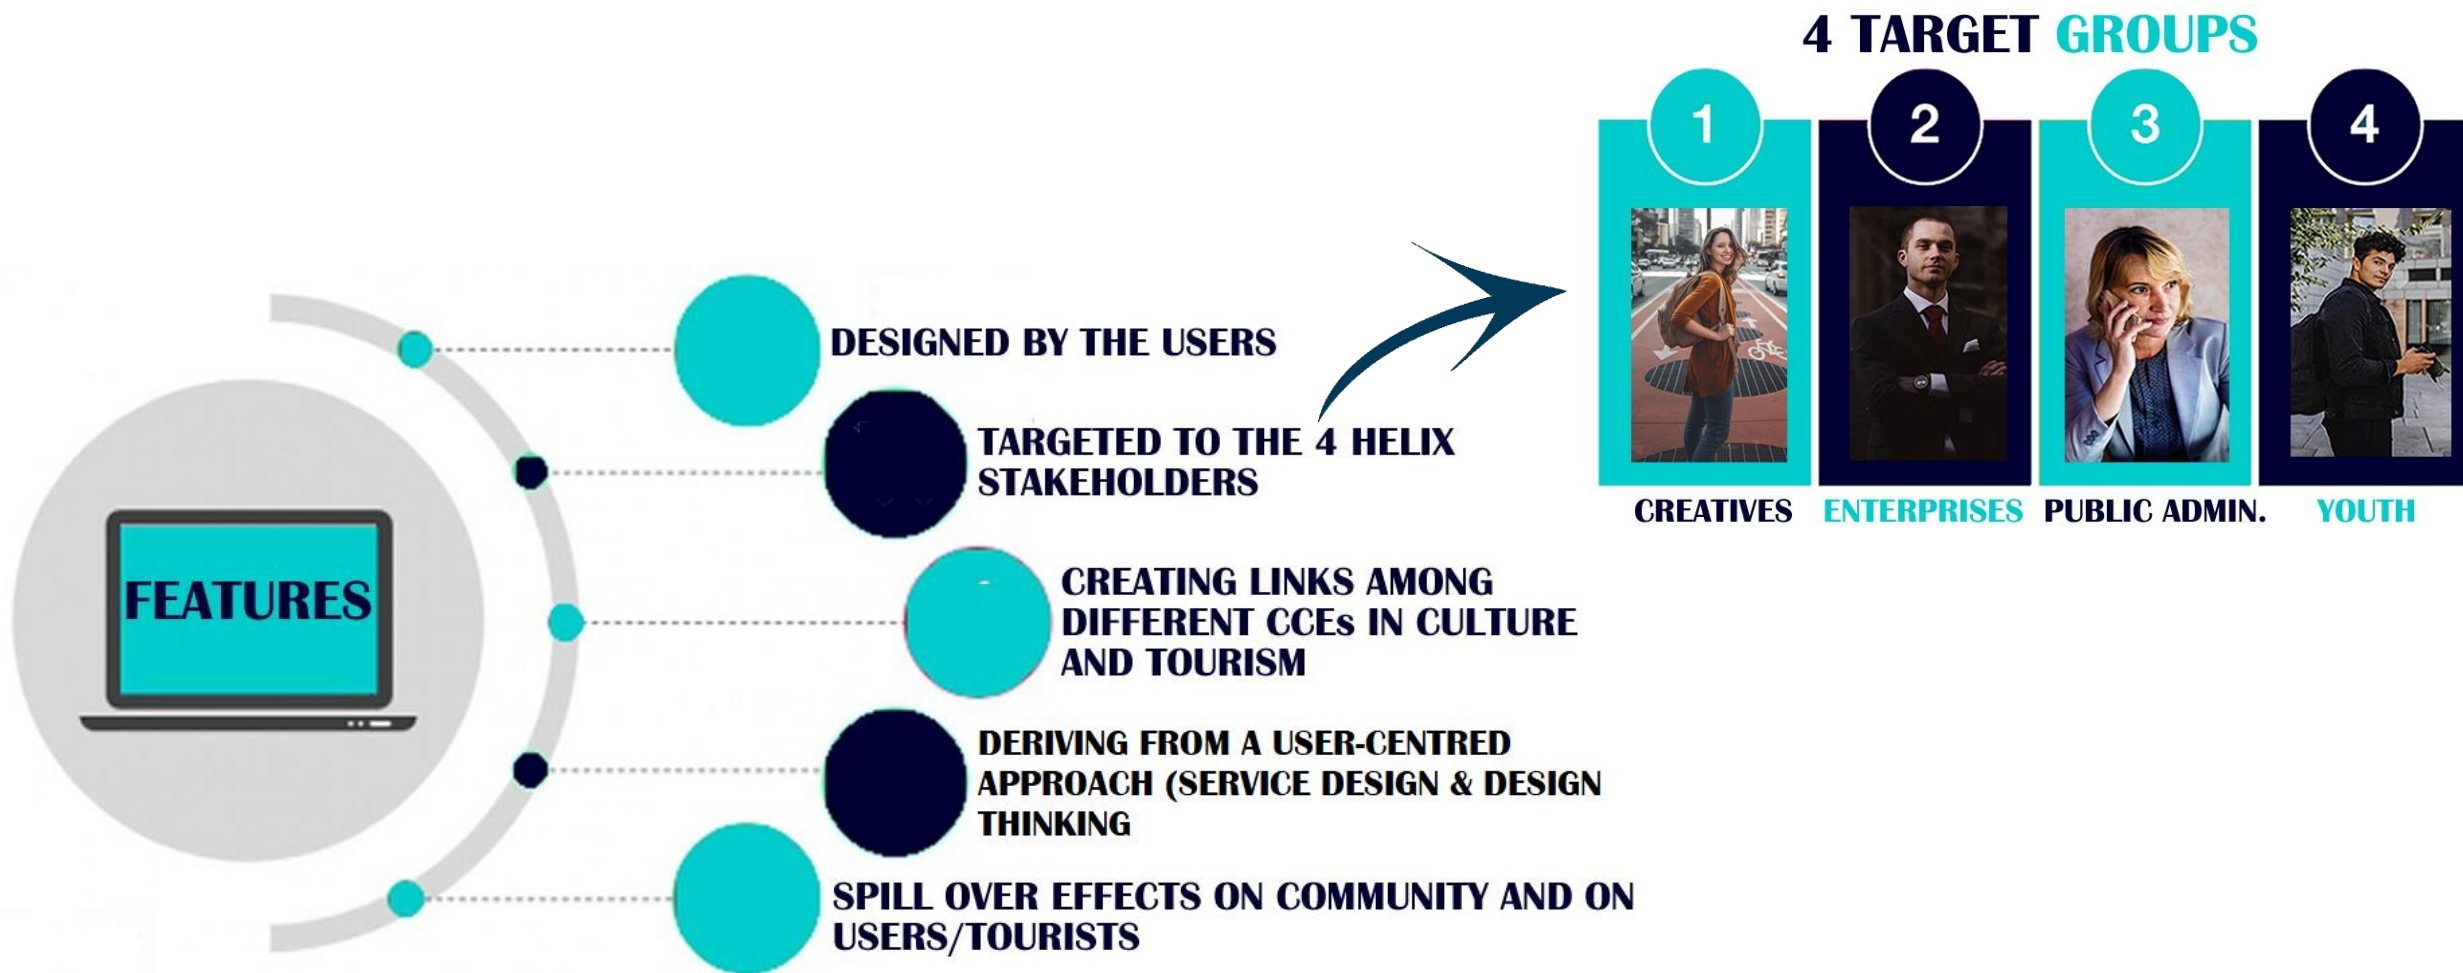 4 TARGET GROUPS
1
2
3
4
CREATIVES
ENTERPRISES
PUBLIC ADMIN.
YOUTH
FEATURES
DESIGNED BY THE USERS
TARGETED TO THE 4 HELIX
STAKEHOLDERS
CREATING LINKS AMONG
DIFFERENT CCEs IN CULTURE
AND TOURISM
DERIVING FROM A USER-CENTRED
APPROACH (SERVICE DESIGN & DESIGN
THINKING
SPILL OVER EFFECTS ON COMMUNITY AND ON
USERS/TOURISTS